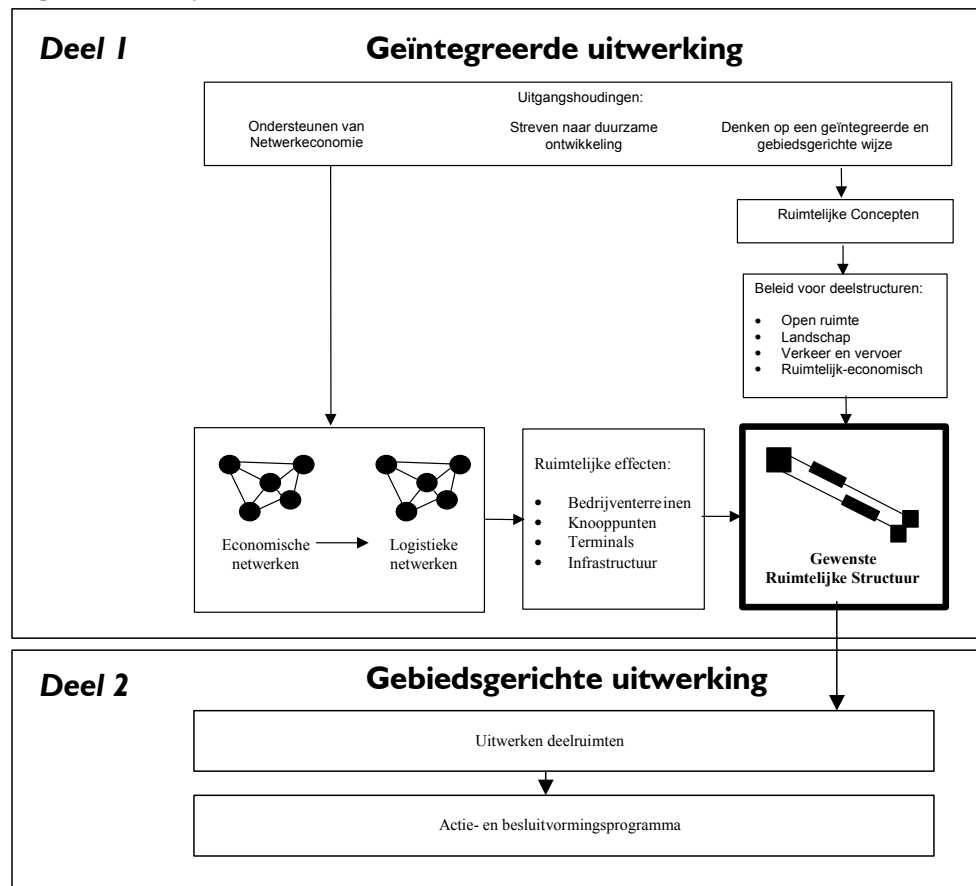 Deel 1
Geïntegreerde uitwerking
Uitgangshoudingen:
Ondersteunen van
Netwerkeconomie
Streven naar duurzame
ontwikkeling
Denken op een geïntegreerde en
gebiedsgerichte wijze
Ruimtelijke Concepten
Beleid voor deelstructuren:
• Open ruimte
• Landschap
• Verkeer en vervoer
• Ruimtelijk-economisch
Economische
netwerken
Logistieke
netwerken
Ruimtelijke effecten:
• Bedrijventerreinen
• Knooppunten
• Terminals
• Infrastructuur
Gewenste
Ruimtelijke Structuur
Deel 2
Gebiedsgerichte uitwerking
Uitwerken deelruimten
Actie- en besluitvormingsprogramma